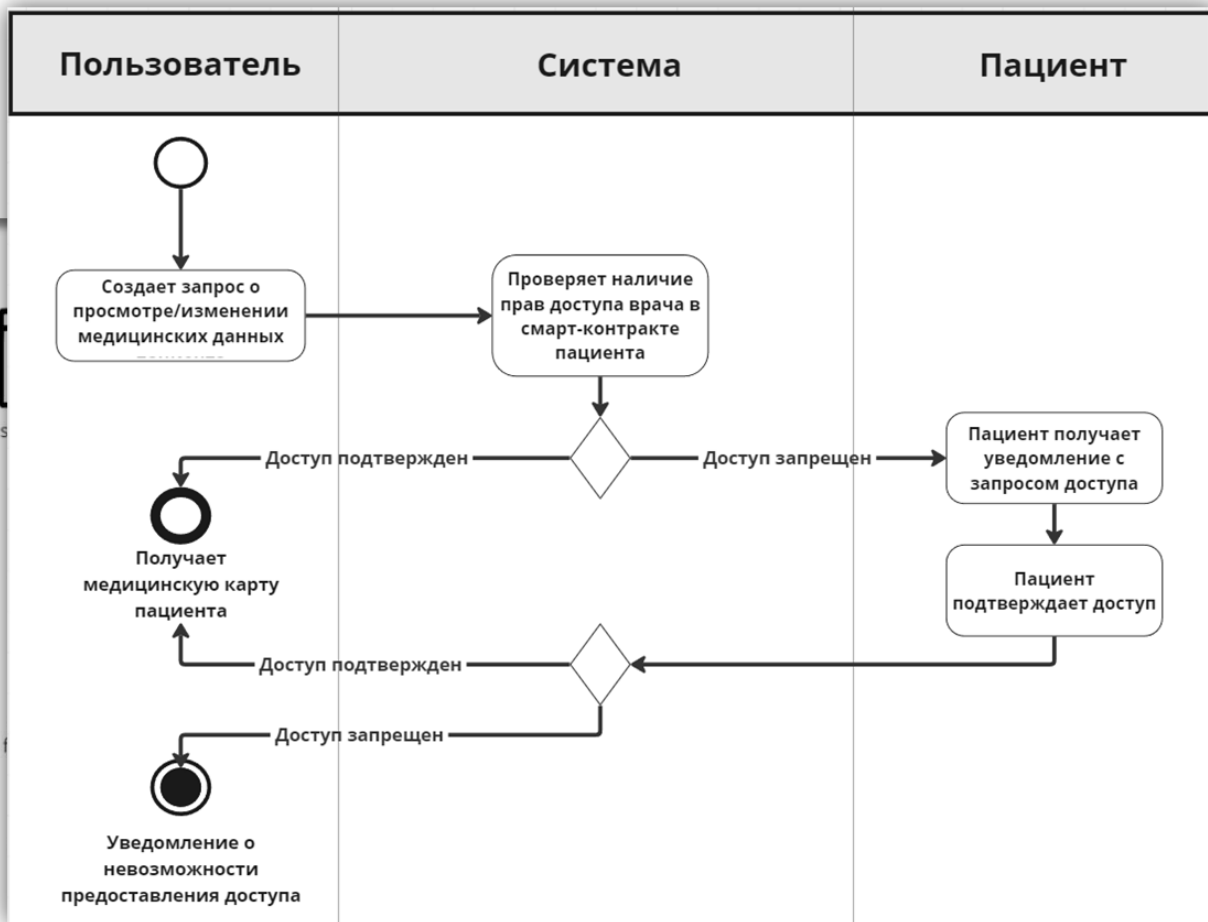 Пользователь
Система
Пациент
Создает запрос о
просмотре/изменении
медицинских данных
Проверяет наличие
прав доступа врача в
смарт-контракте
пациента
Доступ подтвержден
Доступ запрещен
Пациент получает
уведомление с
запросом доступа
Получает
медицинскую карту
пациента
Пациент
подтверждает доступ
Доступ подтвержден
Доступ запрещен
Уведомление о
невозможности
предоставления доступа